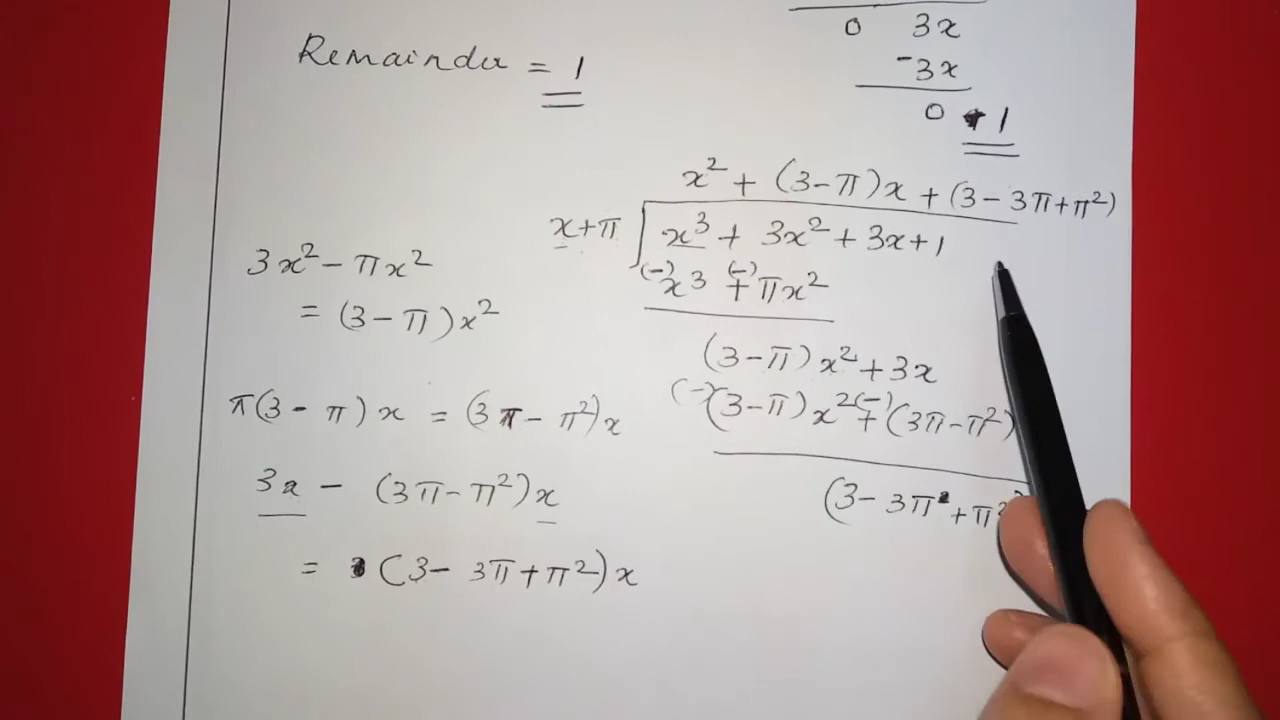 0 3x
-3x
Remainder = 1
0 1
x² + (3-π)x + (3-3π+π²)
x+π
x³ + 3x² + 3x+1
(-)x³ (-)+πx²
3x² - πx²
= (3-π)x²
(3-π)x² + 3x
π(3-π)x = (3π-π²)x
(-)(3-π)x² (-)+(3π-π²)
3x - (3π-π²)x
(3-3π+π²
= (3-3π+π²)x